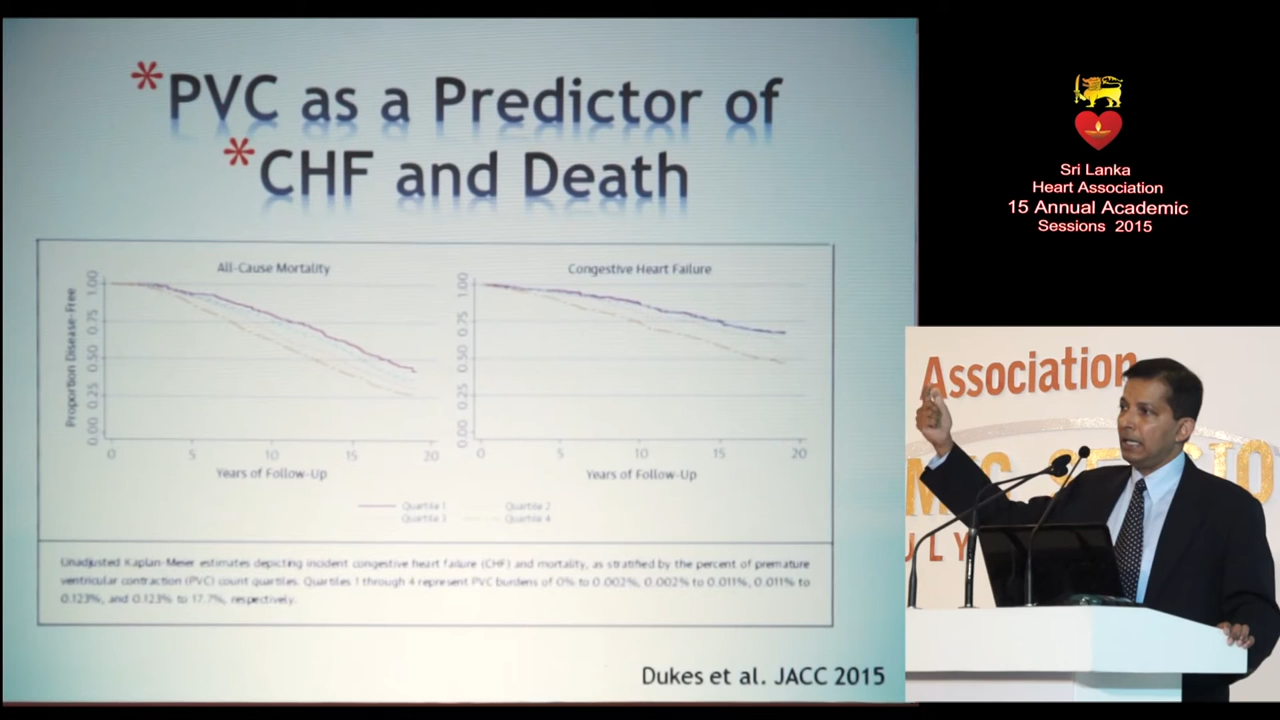 *PVC as a Predictor of
*CHF and Death
All-Cause Mortality
Congestive Heart Failure
Proportion Disease-Free
1.00
0.75
0.50
0.25
0.00
0 5 10 15 20
Years of Follow-Up
1.00
0.75
0.50
0.25
0.00
0 5 10 15 20
Years of Follow-Up
Quartile 1 Quartile 2
Quartile 3 Quartile 4
Unadjusted Kaplan-Meier estimates depicting incident congestive heart failure (CHF) and mortality, as stratified by the percent of premature
ventricular contraction (PVC) count quartiles. Quartiles 1 through 4 represent PVC burdens of 0% to 0.002%, 0.002% to 0.011%, 0.011% to
0.123%, and 0.123% to 17.7%, respectively.
Dukes et al. JACC 2015
Sri Lanka
Heart Association
15 Annual Academic
Sessions 2015
Association
ULY